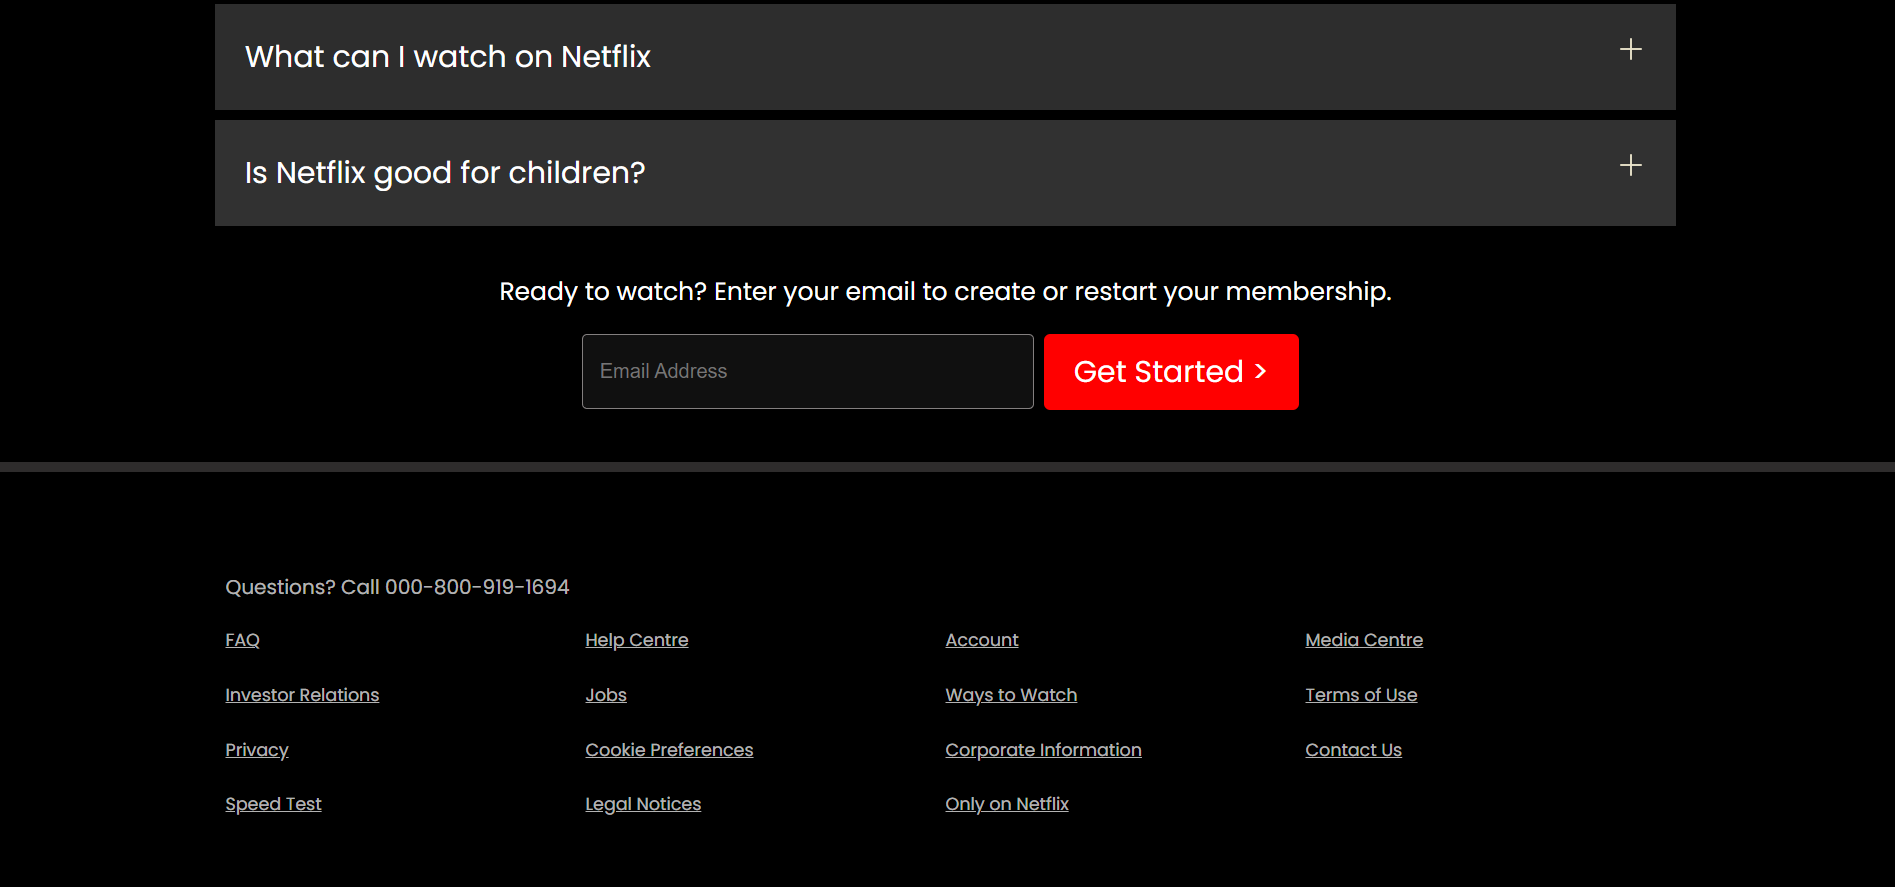 What can I watch on Netflix
Is Netflix good for children?
Ready to watch? Enter your email to create or restart your membership.
Email Address
Get Started >
Questions? Call 000-800-919-1694
FAQ Help Centre Account Media Centre
Investor Relations Jobs Ways to Watch Terms of Use
Privacy Cookie Preferences Corporate Information Contact Us
Speed Test Legal Notices Only on Netflix